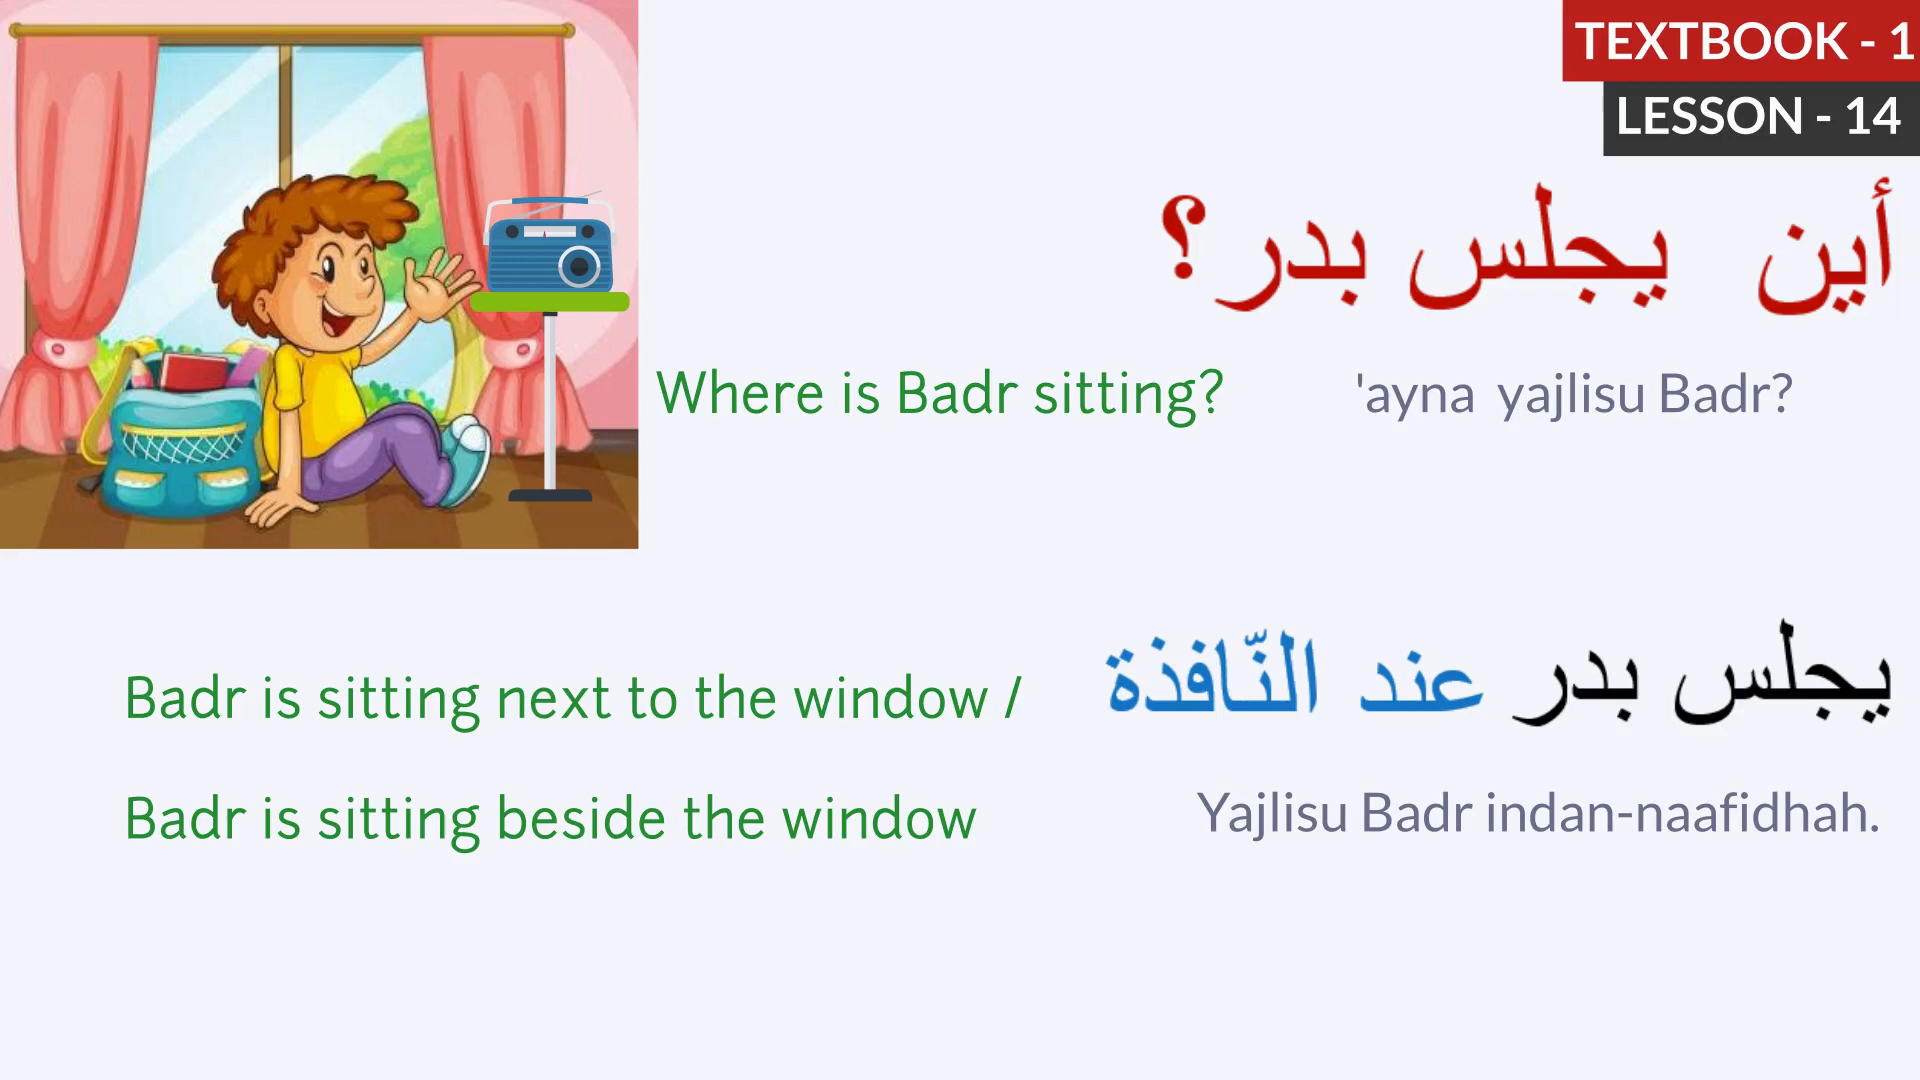 TEXTBOOK - 1
LESSON - 14
أين يجلس بدر؟
Where is Badr sitting?
'ayna yajlisu Badr?
يجلس بدر عند النّافذة
Badr is sitting next to the window /
Badr is sitting beside the window
Yajlisu Badr indan-naafidhah.